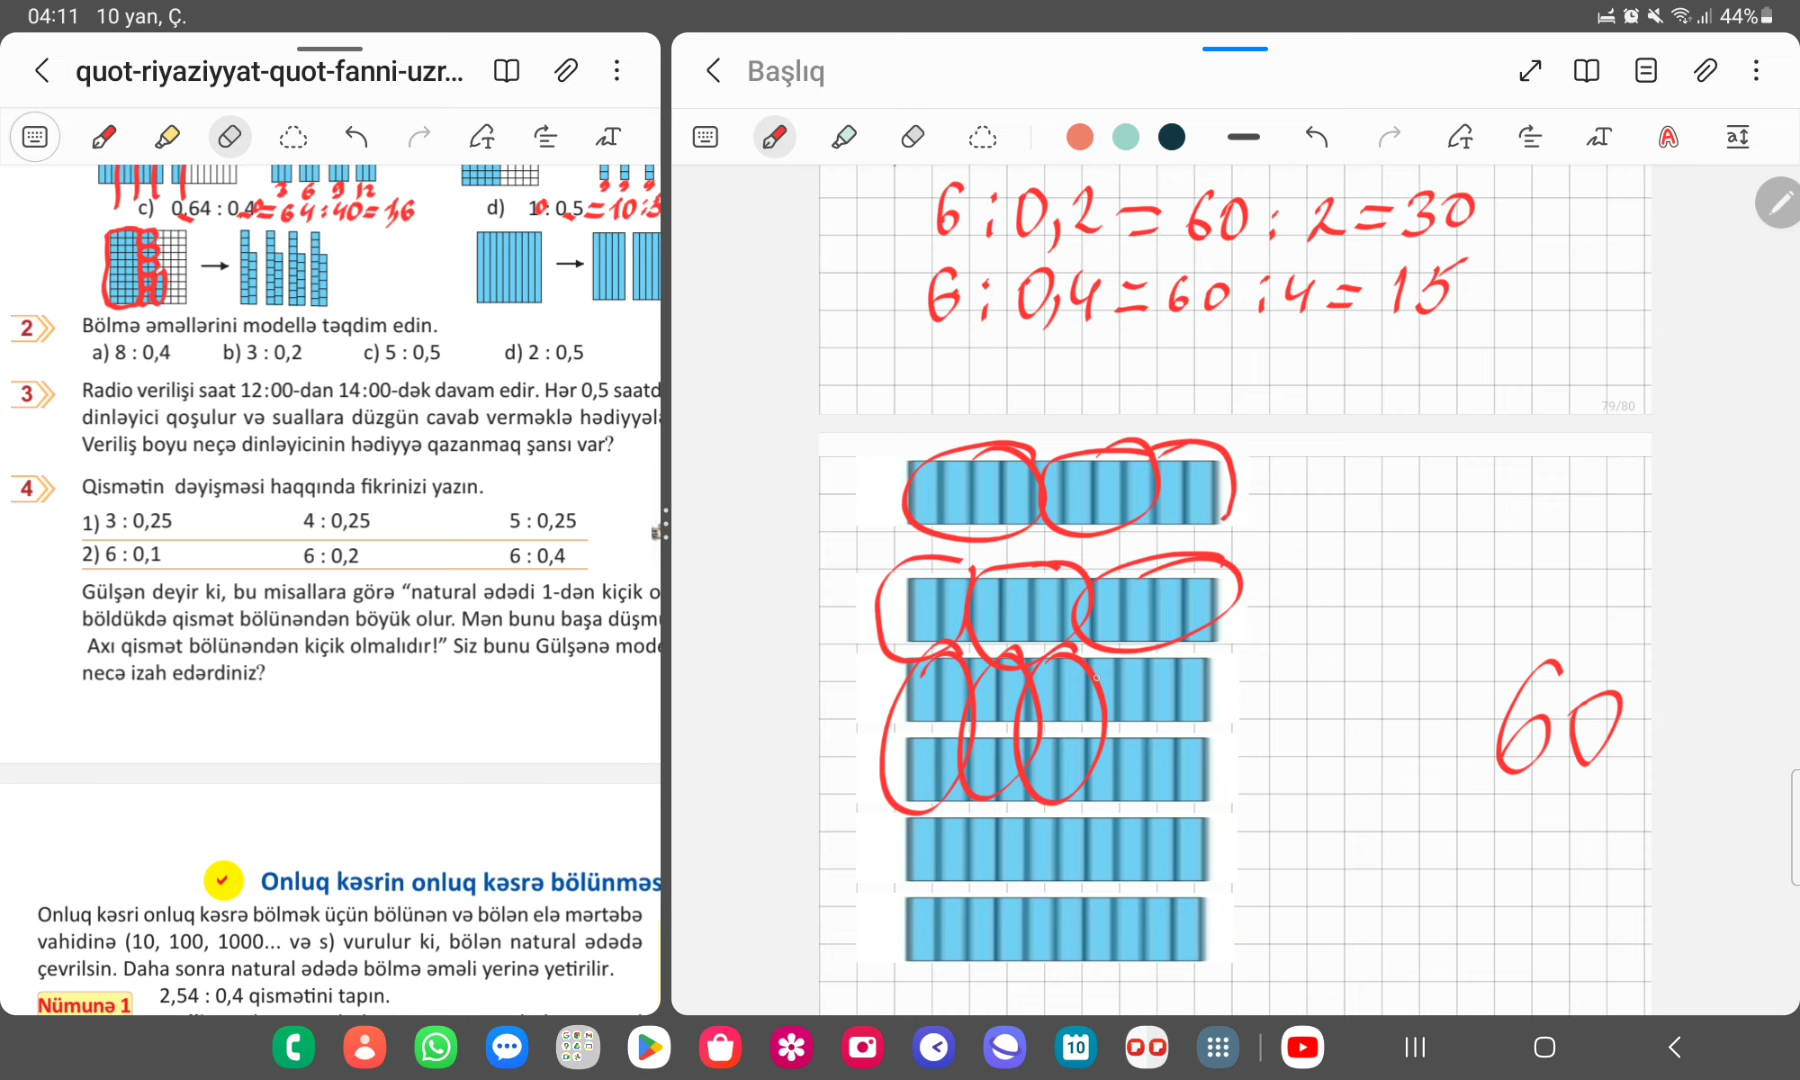 04:11 10 yan, Ç.
44%
quot-riyaziyyat-quot-fanni-uzr...
c) 0,64 : 0,4 = 64 : 40 = 1,6
d) 1 : 0,5 = 10 : 5
2 Bölmə əməllərini modellə təqdim edin.
a) 8 : 0,4 b) 3 : 0,2 c) 5 : 0,5 d) 2 : 0,5
3 Radio verilişi saat 12:00-dan 14:00-dək davam edir. Hər 0,5 saatd
dinləyici qoşulur və suallara düzgün cavab verməklə hədiyyəl
Veriliş boyu neçə dinləyicinin hədiyyə qazanmaq şansı var?
4 Qismətin dəyişməsi haqqında fikrinizi yazın.
1) 3 : 0,25 4 : 0,25 5 : 0,25
2) 6 : 0,1 6 : 0,2 6 : 0,4
Gülşən deyir ki, bu misallara görə “natural ədədi 1-dən kiçik o
böldükdə qismət bölünəndən böyük olur. Mən bunu başa düşm
Axı qismət bölünəndən kiçik olmalıdır!” Siz bunu Gülşənə mode
necə izah edərdiniz?
Onluq kəsrin onluq kəsrə bölünməs
Onluq kəsri onluq kəsrə bölmək üçün bölünən və bölən elə mərtəbə
vahidinə (10, 100, 1000... və s) vurulur ki, bölən natural ədədə
çevrilsin. Daha sonra natural ədədə bölmə əməli yerinə yetirilir.
Nümunə 1 2,54 : 0,4 qismətini tapın.
Başlıq
6 : 0,2 = 60 : 2 = 30
6 : 0,4 = 60 : 4 = 15
79/80
60
10